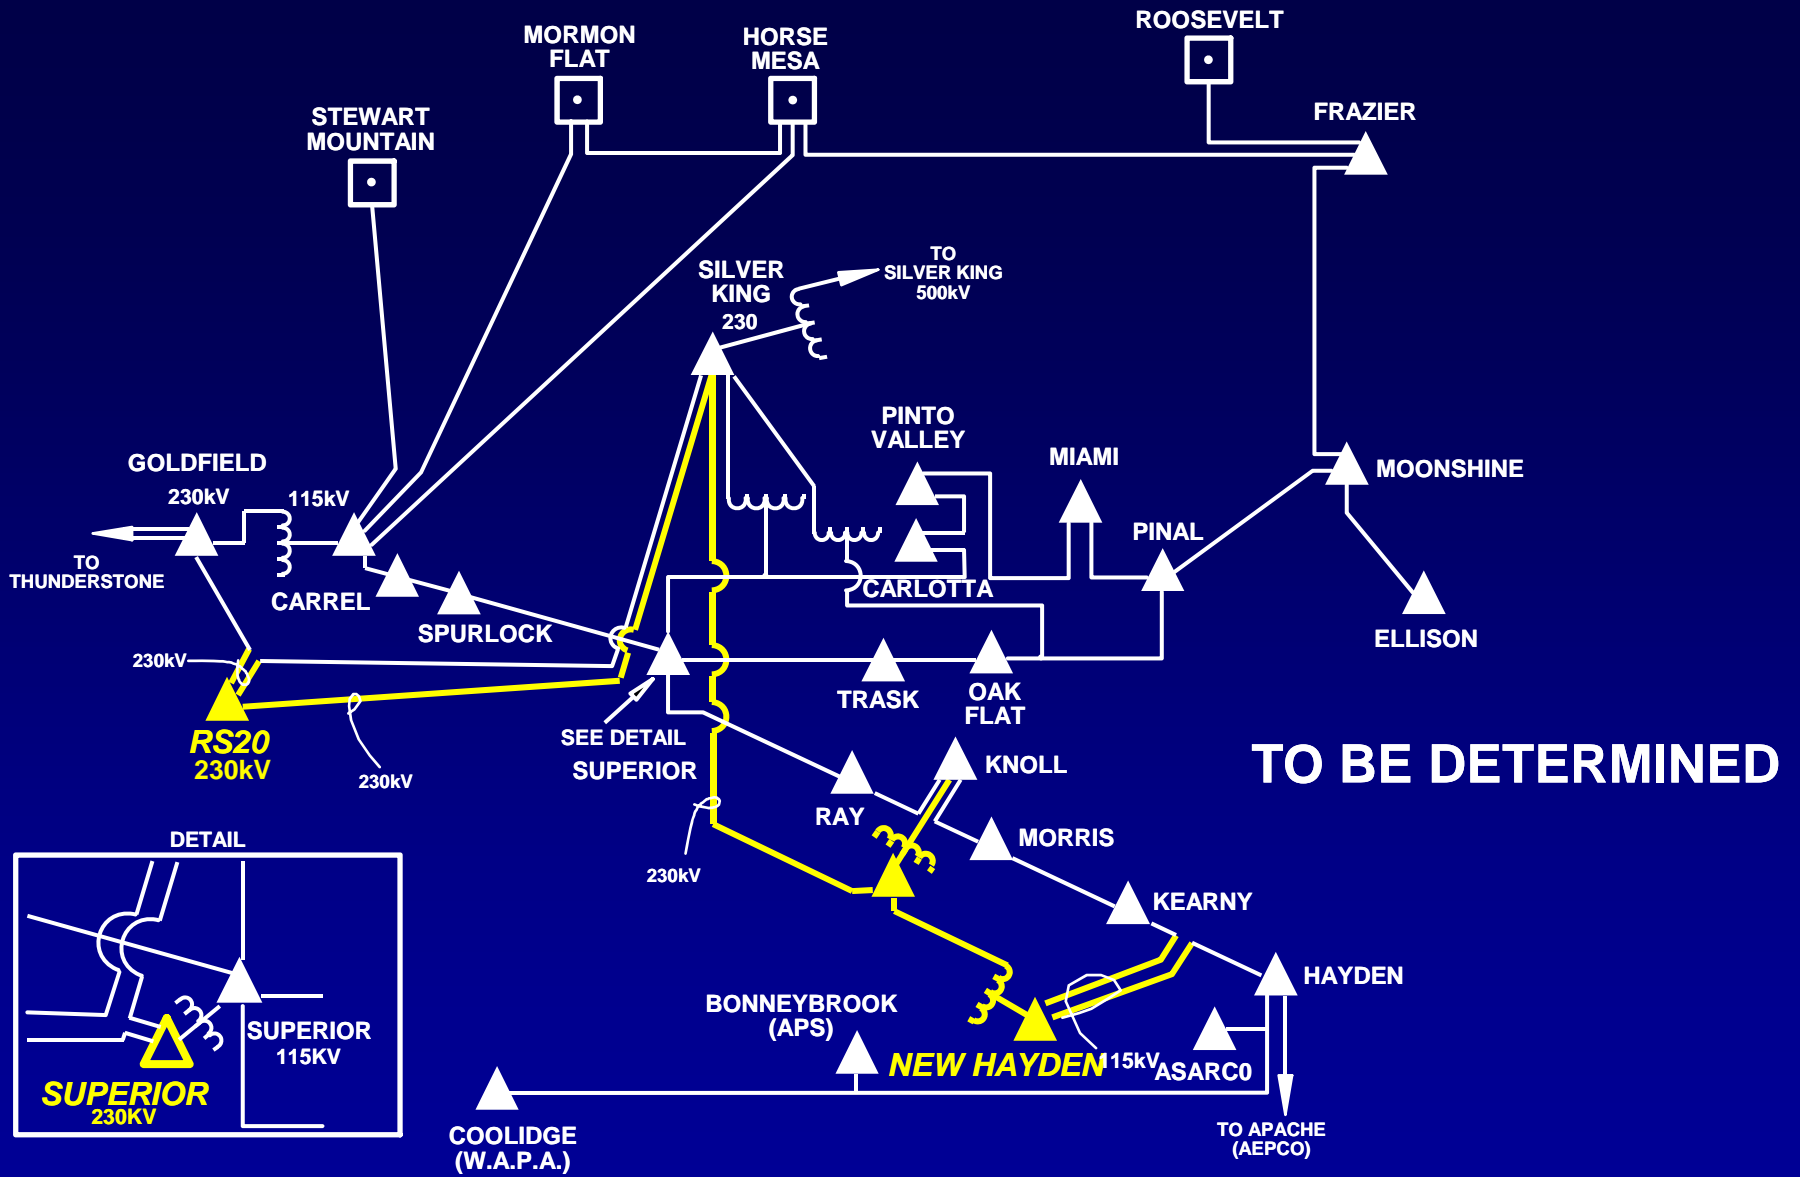 ROOSEVELT
MORMON
FLAT
HORSE
MESA
FRAZIER
STEWART
MOUNTAIN
TO
SILVER KING
500kV
SILVER
KING
230
PINTO
VALLEY
MIAMI
MOONSHINE
GOLDFIELD
230kV
115kV
PINAL
TO
THUNDERSTONE
CARREL
SPURLOCK
CARLOTTA
ELLISON
230kV
TRASK
OAK
FLAT
RS20
230kV
230kV
SEE DETAIL
SUPERIOR
KNOLL
TO BE DETERMINED
RAY
MORRIS
230kV
KEARNY
DETAIL
SUPERIOR
115KV
SUPERIOR
230KV
HAYDEN
BONNEYBROOK
(APS)
NEW HAYDEN
115kV
ASARC0
COOLIDGE
(W.A.P.A.)
TO APACHE
(AEPCO)